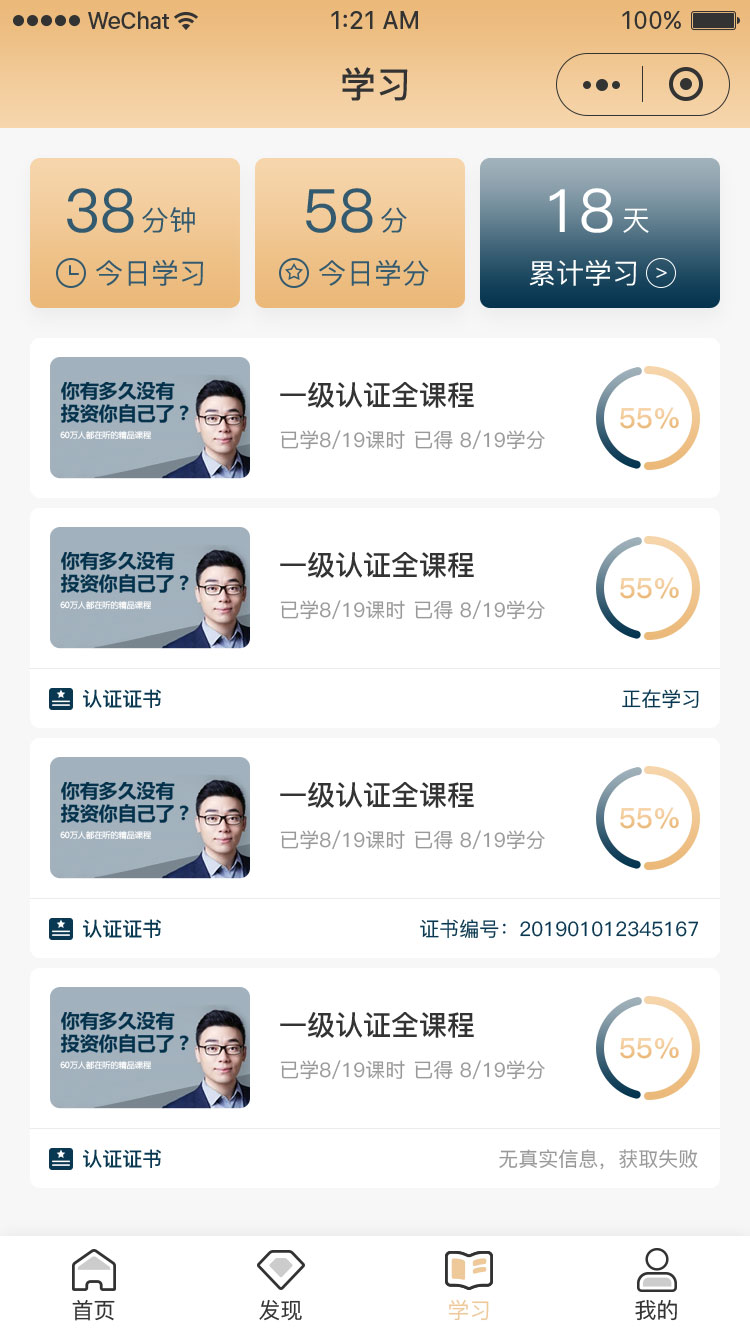 WeChat 1:21 AM 100%
学习
38分钟 58分 18天
今日学习 今日学分 累计学习
你有多久没有
投资你自己了？
60万人都在听的精品课程
一级认证全课程
已学8/19课时 已得 8/19学分
55%
你有多久没有
投资你自己了？
60万人都在听的精品课程
一级认证全课程
已学8/19课时 已得 8/19学分
55%
认证证书 正在学习
你有多久没有
投资你自己了？
60万人都在听的精品课程
一级认证全课程
已学8/19课时 已得 8/19学分
55%
认证证书 证书编号：201901012345167
你有多久没有
投资你自己了？
60万人都在听的精品课程
一级认证全课程
已学8/19课时 已得 8/19学分
55%
认证证书 无真实信息，获取失败
首页 发现 学习 我的